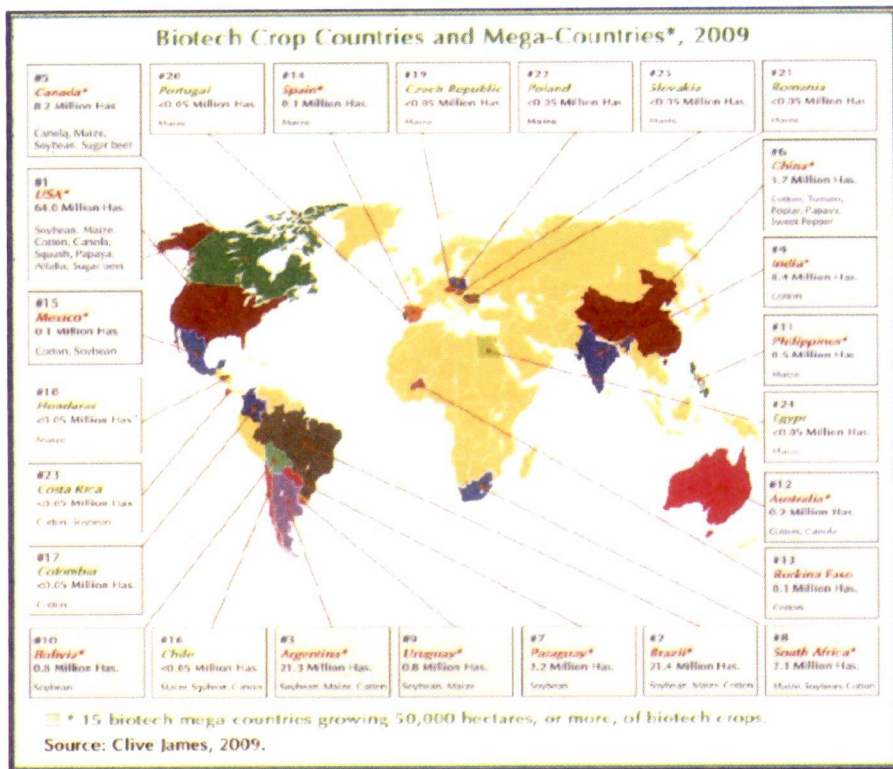 Biotech Crop Countries and Mega-Countries*, 2009
#5
Canada*
8.2 Million Has.
Canola, Maize,
Soybean, Sugar beet
#20
Portugal
<0.05 Million Has.
Maize
#14
Spain*
0.1 Million Has.
Maize
#19
Czech Republic
<0.05 Million Has.
Maize
#22
Poland
<0.05 Million Has.
Maize
Slovakia
<0.05 Million Has.
Maize
#21
Romania
<0.05 Million Has.
Maize
#1
USA*
64.0 Million Has.
Soybean, Maize,
Cotton, Canola,
Squash, Papaya,
Alfalfa, Sugar beet
#6
China*
3.7 Million Has.
Cotton, Tomato,
Poplar, Papaya,
Sweet Pepper
#4
India*
8.4 Million Has.
Cotton
#15
Mexico*
0.1 Million Has.
Cotton, Soybean
#11
Philippines*
0.5 Million Has.
Maize
Honduras
<0.05 Million Has.
Maize
#24
Egypt
<0.05 Million Has.
Maize
#23
Costa Rica
<0.05 Million Has.
Cotton, Soybean
#12
Australia*
0.2 Million Has.
Cotton, Canola
#17
Colombia
<0.05 Million Has.
Cotton
#13
Burkina Faso
0.1 Million Has.
Cotton
#10
Bolivia*
0.8 Million Has.
Soybean
#16
Chile
<0.05 Million Has.
Maize, Soybean, Canola
#3
Argentina*
21.3 Million Has.
Soybean, Maize, Cotton
#9
Uruguay*
0.8 Million Has.
Soybean, Maize
#7
Paraguay*
2.2 Million Has.
Soybean
#2
Brazil*
21.4 Million Has.
Soybean, Maize, Cotton
#8
South Africa*
2.1 Million Has.
Maize, Soybean, Cotton
* 15 biotech mega countries growing 50,000 hectares, or more, of biotech crops.
Source: Clive James, 2009.